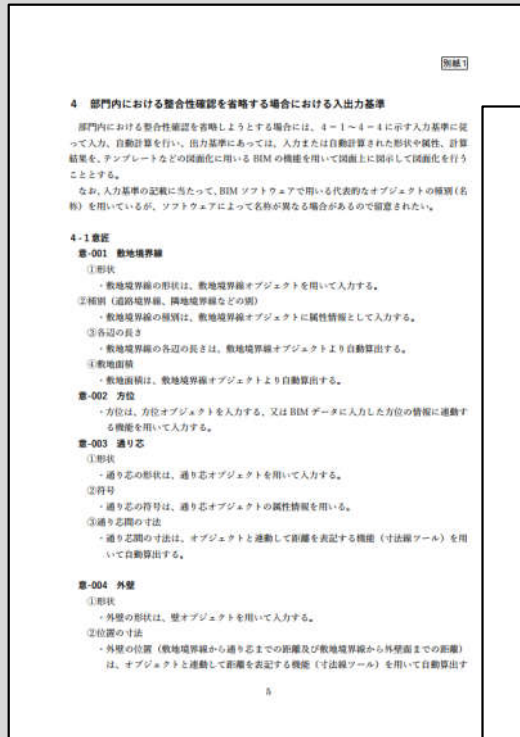 別紙1
4 部門内における整合性確認を省略する場合における入出力基準
部門内における整合性確認を省略しようとする場合には、4-1~4-4に示す入力基準に従
って入力、自動計算を行い、出力基準にあっては、入力または自動計算された形状や属性、計算
結果を、テンプレートなどの図面化に用いる BIM の機能を用いて図面上に図示して図面化を行う
こととする。
なお、入力基準の記載に当たって、BIM ソフトウェアで用いる代表的なオブジェクトの種別(名
称)を用いているが、ソフトウェアによって名称が異なる場合があるので留意されたい。
4-1 意匠
意-001 敷地境界線
①形状
・敷地境界線の形状は、敷地境界線オブジェクトを用いて入力する。
②種別(道路境界線、隣地境界線などの別)
・敷地境界線の種別は、敷地境界線オブジェクトに属性情報として入力する。
③各辺の長さ
・敷地境界線の各辺の長さは、敷地境界線オブジェクトより自動算出する。
④敷地面積
・敷地面積は、敷地境界線オブジェクトより自動算出する。
意-002 方位
・方位は、方位オブジェクトを入力する、又は BIM データに入力した方位の情報に連動す
る機能を用いて入力する。
意-003 通り芯
①形状
・通り芯の形状は、通り芯オブジェクトを用いて入力する。
②符号
・通り芯の符号は、通り芯オブジェクトの属性情報を用いる。
③通り芯間の寸法
・通り芯間の寸法は、オブジェクトと連動して距離を表記する機能(寸法線ツール)を用
いて自動算出する。
意-004 外壁
①形状
・外壁の形状は、壁オブジェクトを用いて入力する。
②位置の寸法
・外壁の位置(敷地境界線から通り芯までの距離及び敷地境界線から外壁面までの距離)
は、オブジェクトと連動して距離を表記する機能(寸法線ツール)を用いて自動算出す
5